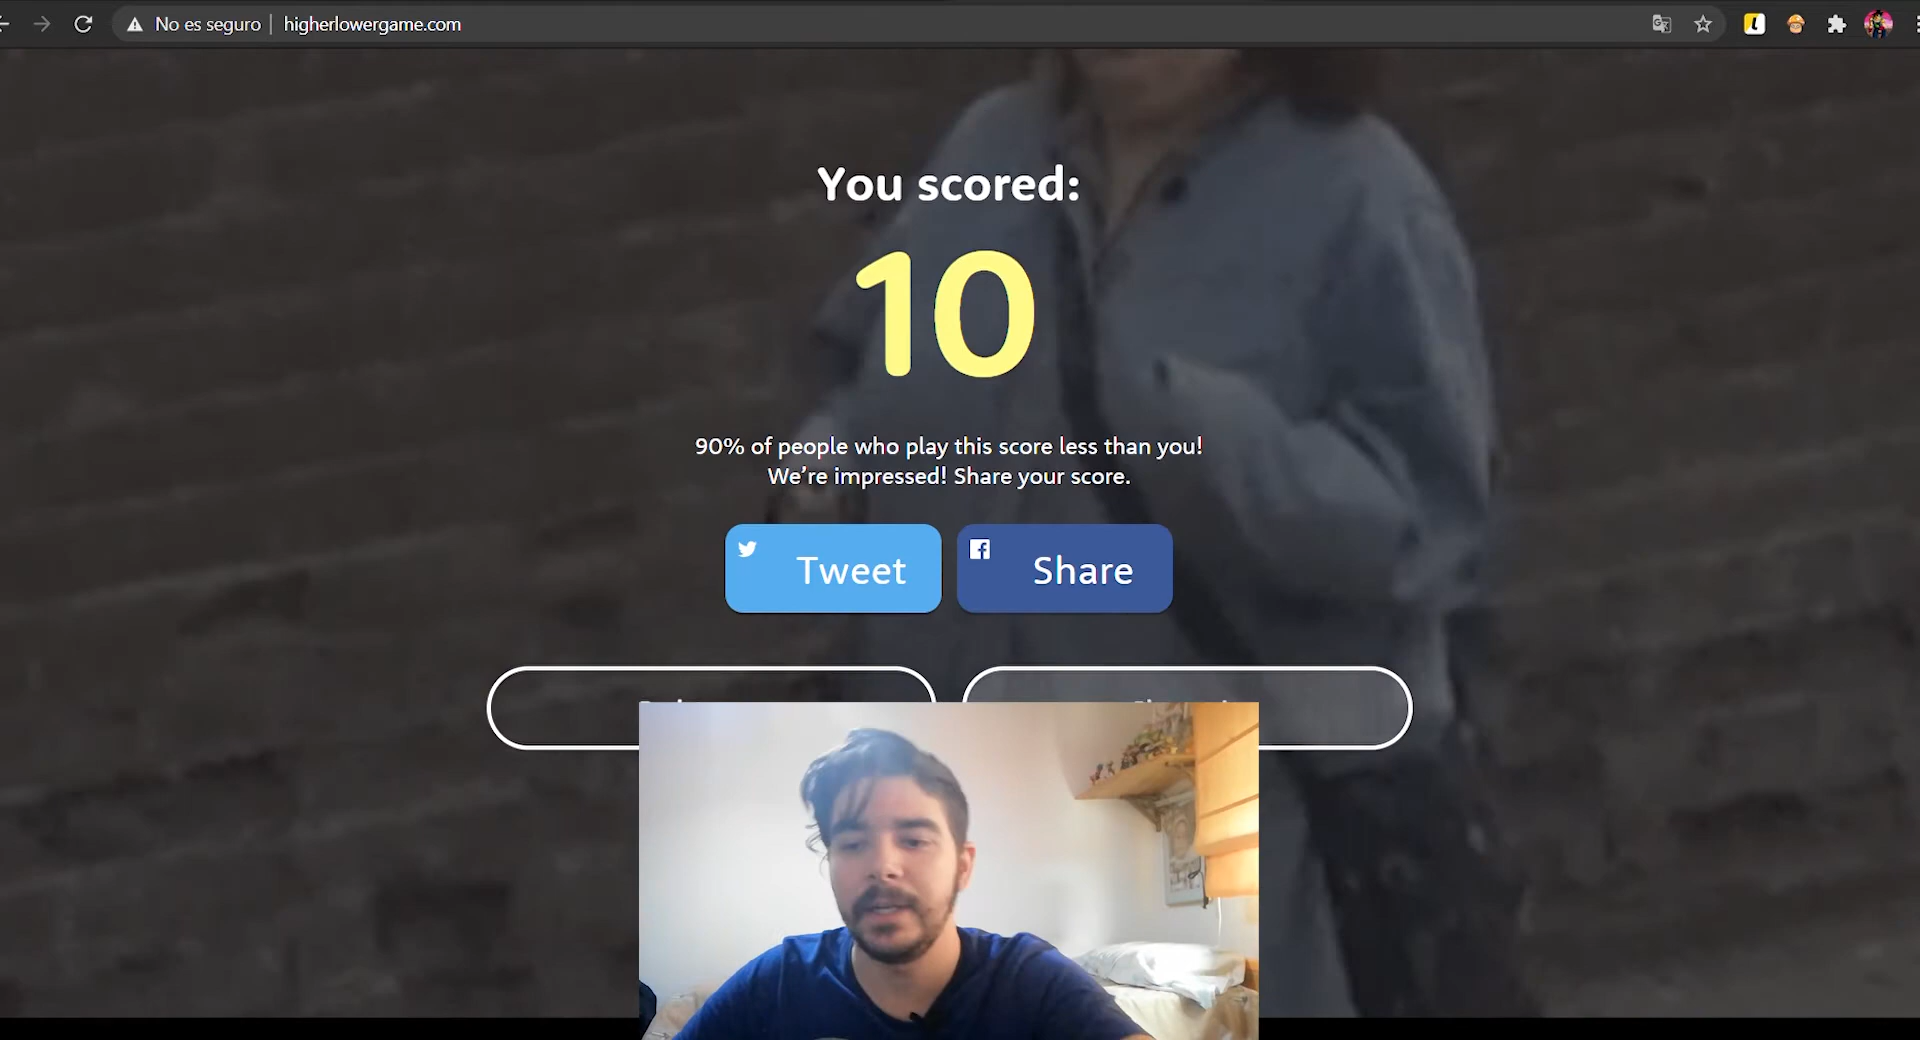 No es seguro | higherlowergame.com
You scored:
10
90% of people who play this score less than you!
We're impressed! Share your score.
Tweet
Share